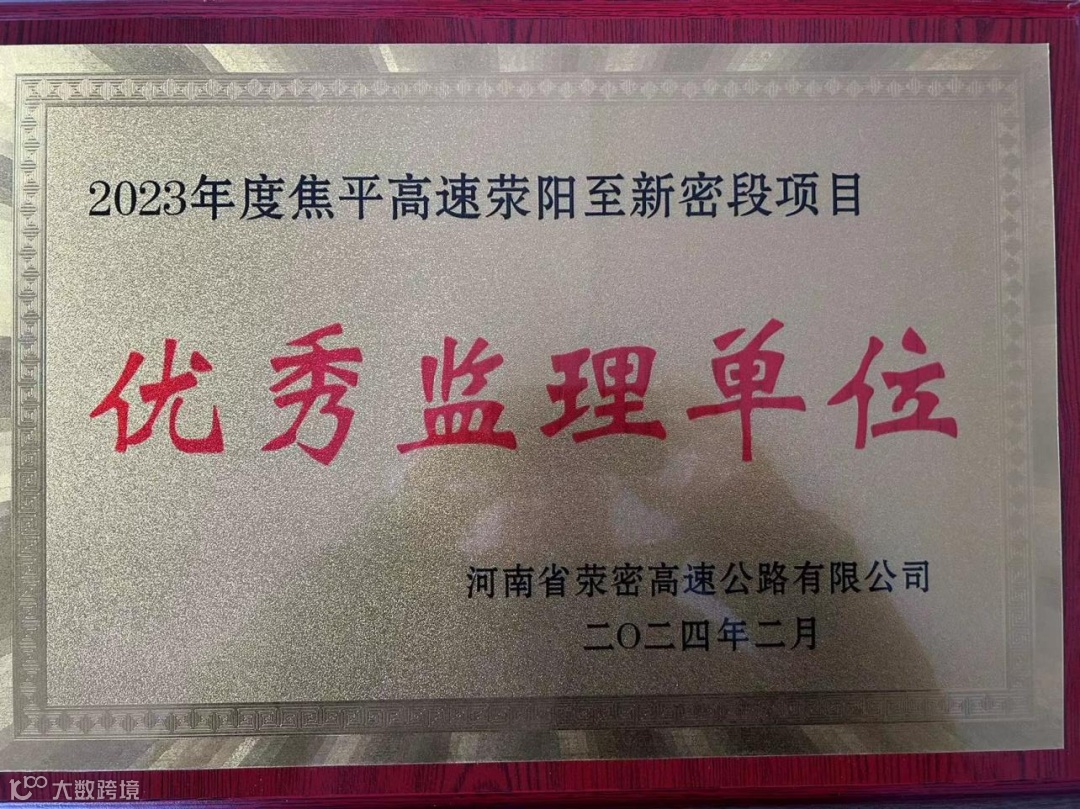 2023年度焦平高速荥阳至新密段项目
优秀监理单位
河南省荥密高速公路有限公司
二〇二四年二月
大数跨境